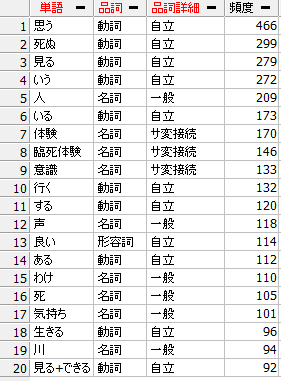 単語 品詞 品詞詳細 頻度
1 思う 動詞 自立 466
2 死ぬ 動詞 自立 299
3 見る 動詞 自立 279
4 いう 動詞 自立 272
5 人 名詞 一般 209
6 いる 動詞 自立 173
7 体験 名詞 サ変接続 170
8 臨死体験 名詞 サ変接続 146
9 意識 名詞 サ変接続 133
10 行く 動詞 自立 132
11 する 動詞 自立 120
12 声 名詞 一般 118
13 良い 形容詞 自立 114
14 ある 動詞 自立 112
15 わけ 名詞 一般 110
16 死 名詞 一般 105
17 気持ち 名詞 一般 101
18 生きる 動詞 自立 96
19 川 名詞 一般 94
20 見る+できる 動詞 自立 92